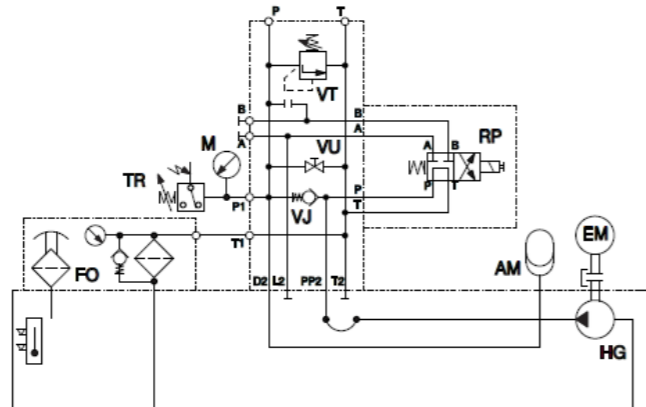 P T
VT
B B
A A
M
VU
A B RP
TR
P
P T
P1 VJ T
EM
T1
AM
FO
D2 L2 PP2 T2
HG